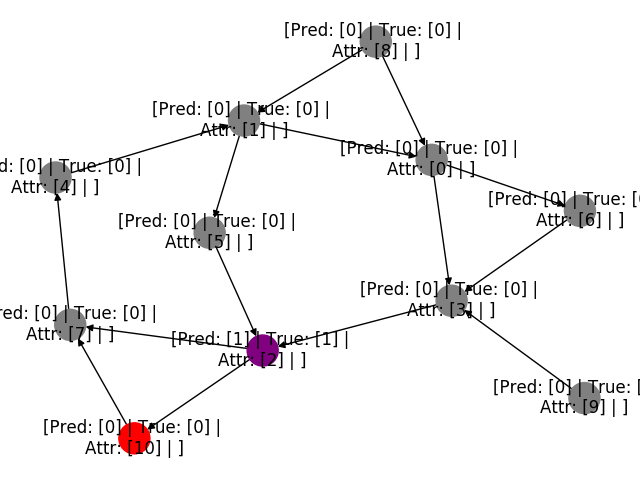 [Pred: [0] | True: [0] |
Attr: [8] | ]
[Pred: [0] | True: [0] |
Attr: [1] | ]
[Pred: [0] | True: [0] |
Attr: [0] | ]
d: [0] | True: [0] |
Attr: [4] | ]
[Pred: [0] | True: [0]
Attr: [6] | ]
[Pred: [0] | True: [0] |
Attr: [5] | ]
[Pred: [0] | True: [0] |
Attr: [3] | ]
red: [0] | True: [0] |
Attr: [7] | ]
[Pred: [1] | True: [1] |
Attr: [2] | ]
[Pred: [0] | True: [
Attr: [9] | ]
[Pred: [0] | True: [0] |
Attr: [10] | ]